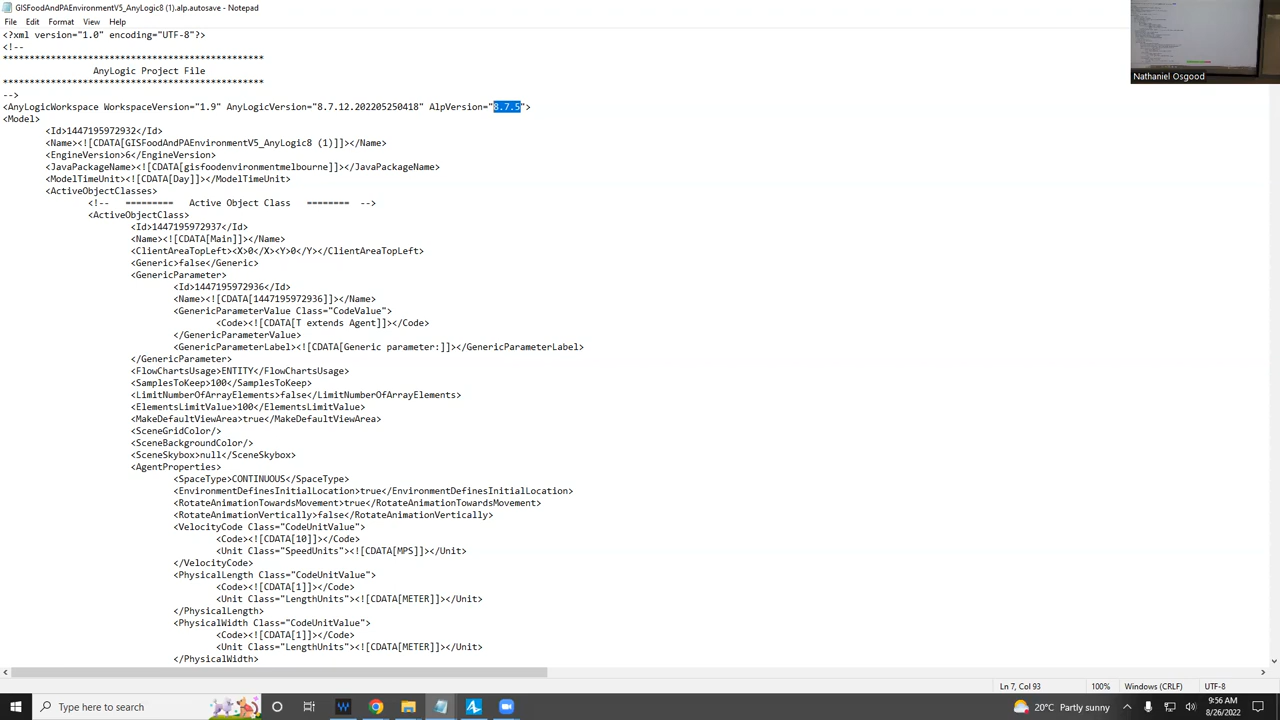 GISFoodAndPAEnvironmentV5_AnyLogic8 (1).alp.autosave - Notepad
File Edit Format View Help
<?xml version="1.0" encoding="UTF-8"?>
<!--
*************************************************
AnyLogic Project File
*************************************************
-->
<AnyLogicWorkspace WorkspaceVersion="1.9" AnyLogicVersion="8.7.12.202205250418" AlpVersion="8.7.5">
<Model>
<Id>1447195972932</Id>
<Name><![CDATA[GISFoodAndPAEnvironmentV5_AnyLogic8 (1)]]></Name>
<EngineVersion>6</EngineVersion>
<JavaPackageName><![CDATA[gisfoodenvironmentmelbourne]]></JavaPackageName>
<ModelTimeUnit><![CDATA[Day]]></ModelTimeUnit>
<ActiveObjectClasses>
<!-- ========= Active Object Class ======== -->
<ActiveObjectClass>
<Id>1447195972937</Id>
<Name><![CDATA[Main]]></Name>
<ClientAreaTopLeft><X>0</X><Y>0</Y></ClientAreaTopLeft>
<Generic>false</Generic>
<GenericParameter>
<Id>1447195972936</Id>
<Name><![CDATA[1447195972936]]></Name>
<GenericParameterValue Class="CodeValue">
<Code><![CDATA[T extends Agent]]></Code>
</GenericParameterValue>
<GenericParameterLabel><![CDATA[Generic parameter:]]></GenericParameterLabel>
</GenericParameter>
<FlowChartsUsage>ENTITY</FlowChartsUsage>
<SamplesToKeep>100</SamplesToKeep>
<LimitNumberOfArrayElements>false</LimitNumberOfArrayElements>
<ElementsLimitValue>100</ElementsLimitValue>
<MakeDefaultViewArea>true</MakeDefaultViewArea>
<SceneGridColor/>
<SceneBackgroundColor/>
<SceneSkybox>null</SceneSkybox>
<AgentProperties>
<SpaceType>CONTINUOUS</SpaceType>
<EnvironmentDefinesInitialLocation>true</EnvironmentDefinesInitialLocation>
<RotateAnimationTowardsMovement>true</RotateAnimationTowardsMovement>
<RotateAnimationVertically>false</RotateAnimationVertically>
<VelocityCode Class="CodeUnitValue">
<Code><![CDATA[10]]></Code>
<Unit Class="SpeedUnits"><![CDATA[MPS]]></Unit>
</VelocityCode>
<PhysicalLength Class="CodeUnitValue">
<Code><![CDATA[1]]></Code>
<Unit Class="LengthUnits"><![CDATA[METER]]></Unit>
</PhysicalLength>
<PhysicalWidth Class="CodeUnitValue">
<Code><![CDATA[1]]></Code>
<Unit Class="LengthUnits"><![CDATA[METER]]></Unit>
</PhysicalWidth>
Nathaniel Osgood
Ln 7, Col 93 100% Windows (CRLF) UTF-8
Type here to search
20°C Partly sunny
9:56 AM
8/26/2022